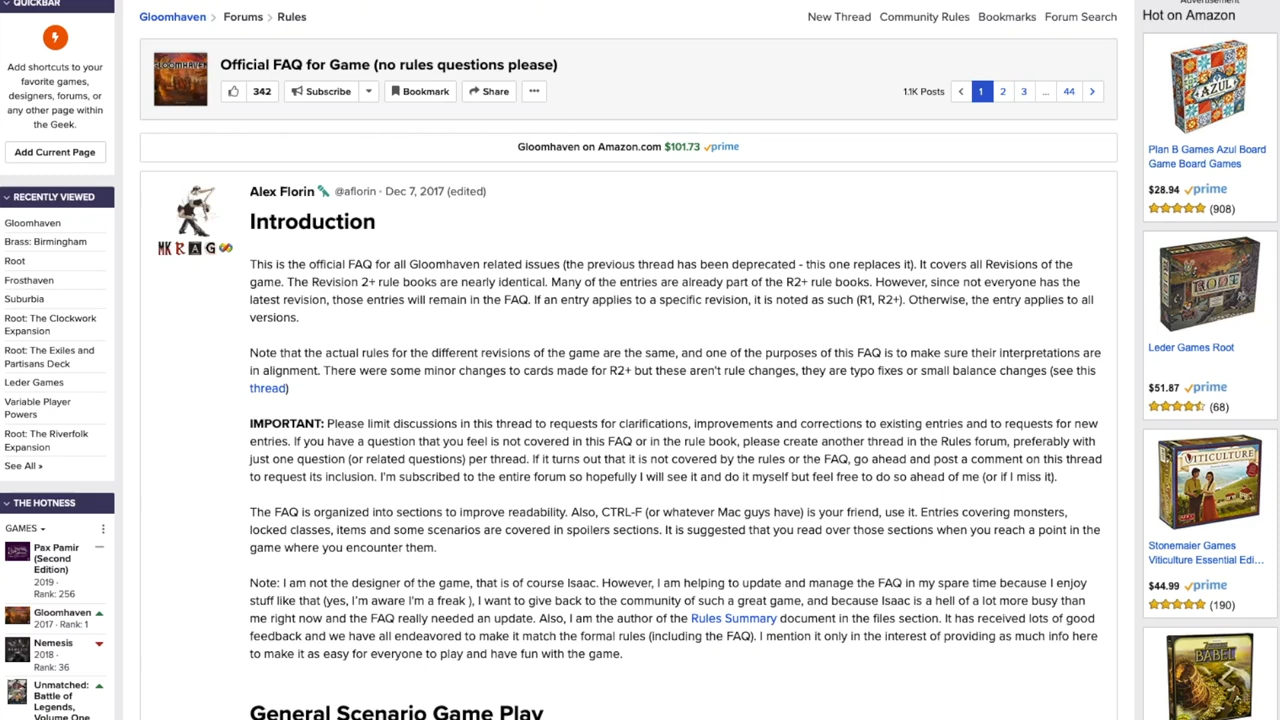 QUICKBAR
Add shortcuts to your
favorite games,
designers, forums, or
any other page within
the Geek.
Add Current Page
RECENTLY VIEWED
Gloomhaven
Brass: Birmingham
Root
Frosthaven
Suburbia
Root: The Clockwork
Expansion
Root: The Exiles and
Partisans Deck
Leder Games
Variable Player
Powers
Root: The Riverfolk
Expansion
See All »
THE HOTNESS
GAMES
Pax Pamir
(Second
Edition)
2019 ·
Rank: 256
Gloomhaven
2017 · Rank: 1
Nemesis
2018 ·
Rank: 36
Unmatched:
Battle of
Legends,
Volume One
Gloomhaven > Forums > Rules
New Thread Community Rules Bookmarks Forum Search
GLOOMHAVEN
Official FAQ for Game (no rules questions please)
342 Subscribe Bookmark Share ···
1.1K Posts < 1 2 3 ... 44 >
Gloomhaven on Amazon.com $101.73 prime
Alex Florin @aflorin · Dec 7, 2017 (edited)
MK R A G
Introduction
This is the official FAQ for all Gloomhaven related issues (the previous thread has been deprecated - this one replaces it). It covers all Revisions of the
game. The Revision 2+ rule books are nearly identical. Many of the entries are already part of the R2+ rule books. However, since not everyone has the
latest revision, those entries will remain in the FAQ. If an entry applies to a specific revision, it is noted as such (R1, R2+). Otherwise, the entry applies to all
versions.
Note that the actual rules for the different revisions of the game are the same, and one of the purposes of this FAQ is to make sure their interpretations are
in alignment. There were some minor changes to cards made for R2+ but these aren't rule changes, they are typo fixes or small balance changes (see this
thread)
IMPORTANT: Please limit discussions in this thread to requests for clarifications, improvements and corrections to existing entries and to requests for new
entries. If you have a question that you feel is not covered in this FAQ or in the rule book, please create another thread in the Rules forum, preferably with
just one question (or related questions) per thread. If it turns out that it is not covered by the rules or the FAQ, go ahead and post a comment on this thread
to request its inclusion. I'm subscribed to the entire forum so hopefully I will see it and do it myself but feel free to do so ahead of me (or if I miss it).
The FAQ is organized into sections to improve readability. Also, CTRL-F (or whatever Mac guys have) is your friend, use it. Entries covering monsters,
locked classes, items and some scenarios are covered in spoilers sections. It is suggested that you read over those sections when you reach a point in the
game where you encounter them.
Note: I am not the designer of the game, that is of course Isaac. However, I am helping to update and manage the FAQ in my spare time because I enjoy
stuff like that (yes, I'm aware I'm a freak ), I want to give back to the community of such a great game, and because Isaac is a hell of a lot more busy than
me right now and the FAQ really needed an update. Also, I am the author of the Rules Summary document in the files section. It has received lots of good
feedback and we have all endeavored to make it match the formal rules (including the FAQ). I mention it only in the interest of providing as much info here
to make it as easy for everyone to play and have fun with the game.
General Scenario Game Play
Advertisement
Hot on Amazon
AZUL
Plan B Games Azul Board
Game Board Games
$28.94 prime
(908)
ROOT
Leder Games Root
$51.87 prime
(68)
VITICULTURE
Stonemaier Games
Viticulture Essential Edi...
$44.99 prime
(190)
BABEL